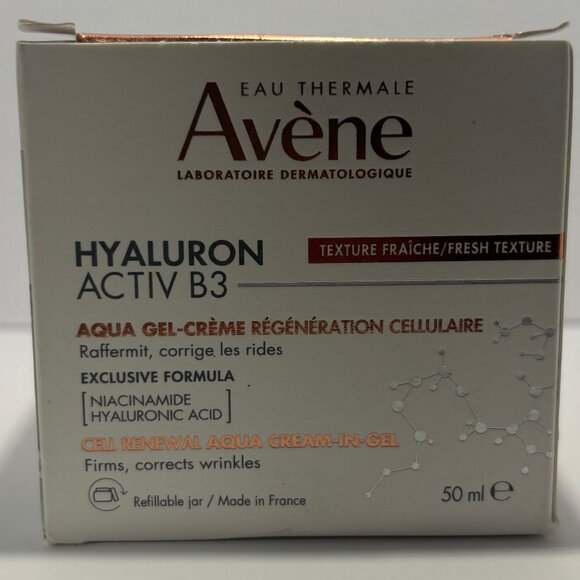 EAU THERMALE
Avène
LABORATOIRE DERMATOLOGIQUE
HYALURON
ACTIV B3
TEXTURE FRAÎCHE/FRESH TEXTURE
AQUA GEL-CRÈME RÉGÉNÉRATION CELLULAIRE
Raffermit, corrige les rides
EXCLUSIVE FORMULA
[NIACINAMIDE
HYALURONIC ACID]
CELL RENEWAL AQUA CREAM-IN-GEL
Firms, corrects wrinkles
Refillable jar / Made in France
50 ml ℮